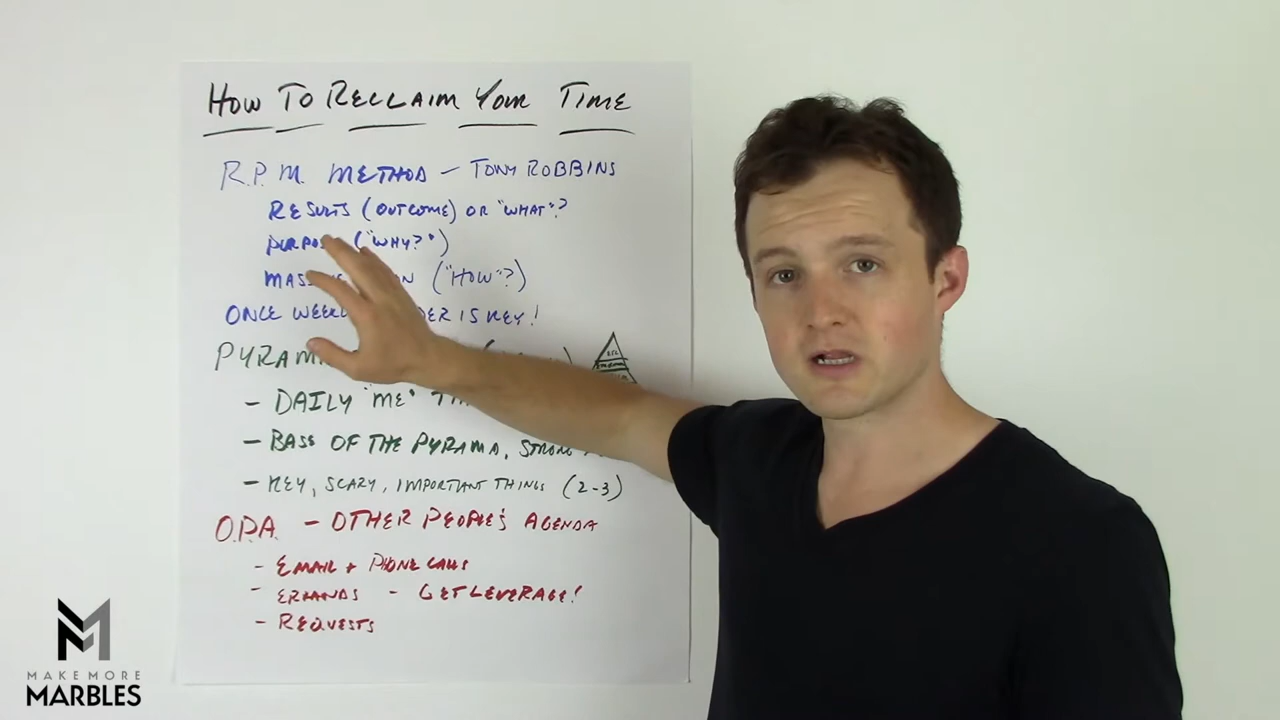 HOW TO RECLAIM YOUR TIME
R.P.M. METHOD - TONY ROBBINS
RESULTS (OUTCOME) OR "WHAT"?
("WHY?")
("HOW"?)
ONCE IS KEY!
- DAILY "ME"
- BASE OF THE PYRAMID,
- KEY, SCARY, IMPORTANT THINGS (2-3)
O.P.A. - OTHER PEOPLE'S AGENDA
- EMAIL + PHONE CALLS
- ERRANDS - GET LEVERAGE!
- REQUESTS
MAKE MORE
MARBLES